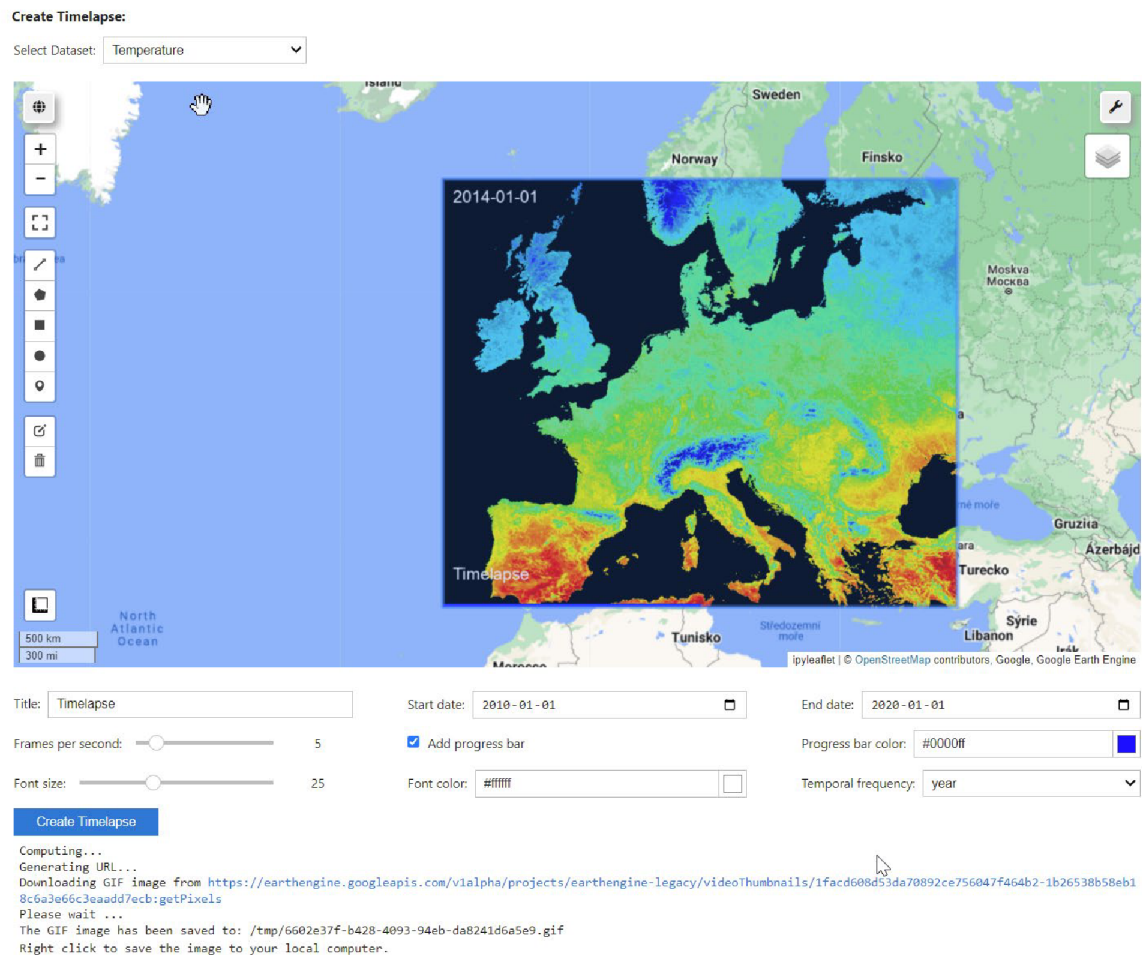 Create Timelapse:
Select Dataset: Temperature
Island
Sweden
Norway
Finsko
2014-01-01
Moskva
Москва
né moře
Gruzie
Ázerbájd
ara
Turecko
Timelapse
North
Atlantic
Ocean
Středozemní
moře
Sýrie
Libanon
Irák
Tunisko
Morocco
500 km
300 mi
ipyleaflet | © OpenStreetMap contributors, Google, Google Earth Engine
Title: Timelapse
Start date: 2010-01-01
End date: 2020-01-01
Frames per second: 5
Add progress bar
Progress bar color: #0000ff
Font size: 25
Font color: #ffffff
Temporal frequency: year
Create Timelapse
Computing...
Generating URL...
Downloading GIF image from https://earthengine.googleapis.com/v1alpha/projects/earthengine-legacy/videoThumbnails/1facd608d53da70892ce756047f464b2-1b26538b58eb1
8c6a3e66c3eaadd7ecb:getPixels
Please wait ...
The GIF image has been saved to: /tmp/6602e37f-b428-4093-94eb-da8241d6a5e9.gif
Right click to save the image to your local computer.